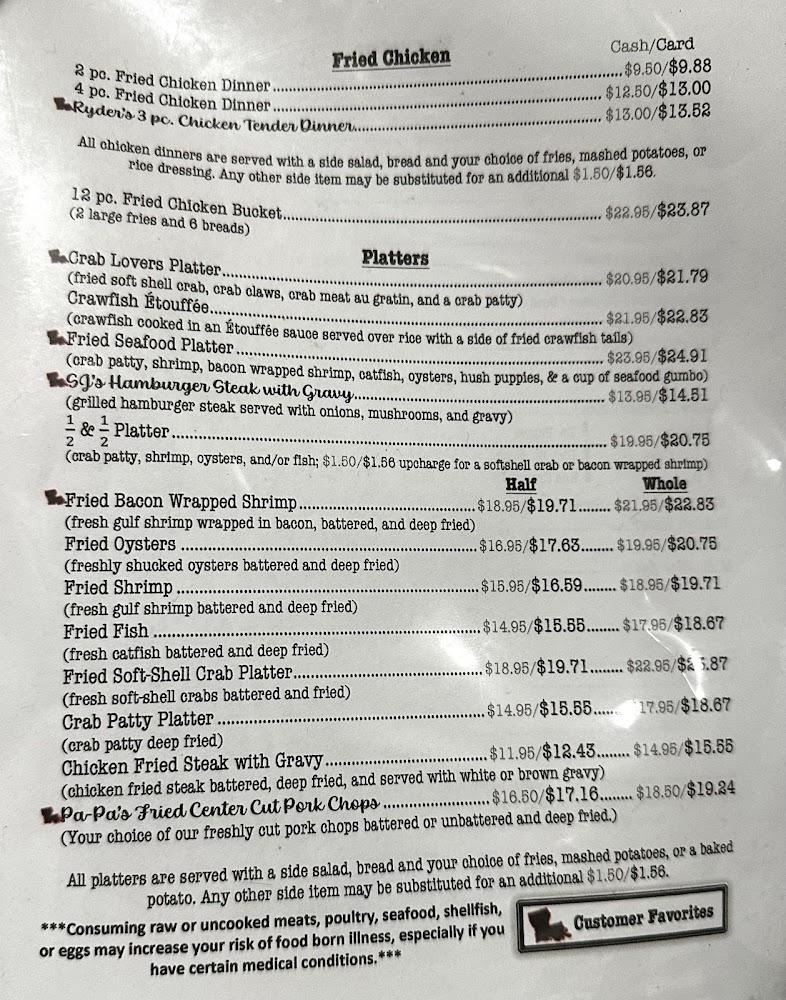 Fried Chicken
Cash/Card
2 pc. Fried Chicken Dinner........$9.50/$9.88
4 pc. Fried Chicken Dinner........$12.50/$13.00
Ryder's 3 pc. Chicken Tender Dinner........$13.00/$13.52
All chicken dinners are served with a side salad, bread and your choice of fries, mashed potatoes, or
rice dressing. Any other side item may be substituted for an additional $1.50/$1.56.
12 pc. Fried Chicken Bucket........$22.95/$23.87
(2 large fries and 6 breads)
Platters
Crab Lovers Platter........$20.95/$21.79
(fried soft shell crab, crab claws, crab meat au gratin, and a crab patty)
Crawfish Étouffée........$21.95/$22.83
(crawfish cooked in an Étouffée sauce served over rice with a side of fried crawfish tails)
Fried Seafood Platter........$23.95/$24.91
(crab patty, shrimp, bacon wrapped shrimp, catfish, oysters, hush puppies, & a cup of seafood gumbo)
SJ's Hamburger Steak with Gravy........$13.95/$14.51
(grilled hamburger steak served with onions, mushrooms, and gravy)
1/2 & 1/2 Platter........$19.95/$20.75
(crab patty, shrimp, oysters, and/or fish; $1.50/$1.56 upcharge for a softshell crab or bacon wrapped shrimp)
Half Whole
Fried Bacon Wrapped Shrimp........$18.95/$19.71........$21.95/$22.83
(fresh gulf shrimp wrapped in bacon, battered, and deep fried)
Fried Oysters........$16.95/$17.63........$19.95/$20.75
(freshly shucked oysters battered and deep fried)
Fried Shrimp........$15.95/$16.59........$18.95/$19.71
(fresh gulf shrimp battered and deep fried)
Fried Fish........$14.95/$15.55........$17.95/$18.67
(fresh catfish battered and deep fried)
Fried Soft-Shell Crab Platter........$18.95/$19.71........$22.95/
(fresh soft-shell crabs battered and fried)
Crab Patty Platter........$14.95/$15.55........17.95/$18.67
(crab patty deep fried)
Chicken Fried Steak with Gravy........$11.95/$12.43........$14.95/$15.55
(chicken fried steak battered, deep fried, and served with white or brown gravy)
Pa-Pa's Fried Center Cut Pork Chops........$16.50/$17.16........$18.50/$19.24
(Your choice of our freshly cut pork chops battered or unbattered and deep fried.)
All platters are served with a side salad, bread and your choice of fries, mashed potatoes, or a baked
potato. Any other side item may be substituted for an additional $1.50/$1.56.
***Consuming raw or uncooked meats, poultry, seafood, shellfish,
or eggs may increase your risk of food born illness, especially if you
have certain medical conditions.***
Customer Favorites